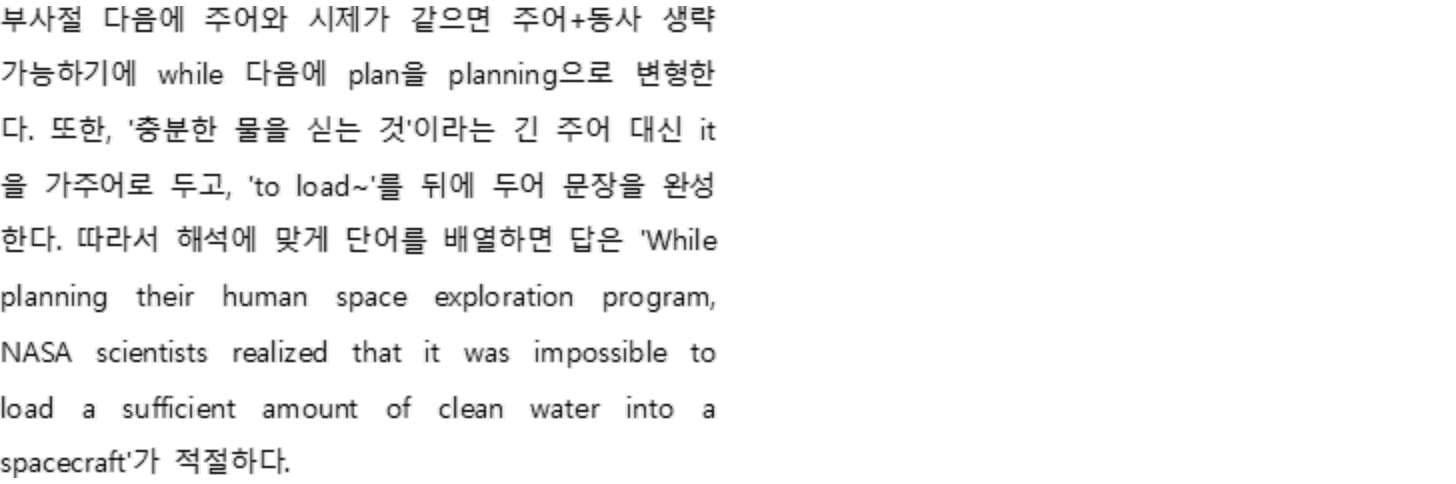 부사절 다음에 주어와 시제가 같으면 주어+동사 생략
가능하기에 while 다음에 plan을 planning으로 변형한
다. 또한, '충분한 물을 싣는 것'이라는 긴 주어 대신 it
을 가주어로 두고, 'to load~'를 뒤에 두어 문장을 완성
한다. 따라서 해석에 맞게 단어를 배열하면 답은 'While
planning their human space exploration program,
NASA scientists realized that it was impossible to
load a sufficient amount of clean water into a
spacecraft'가 적절하다.